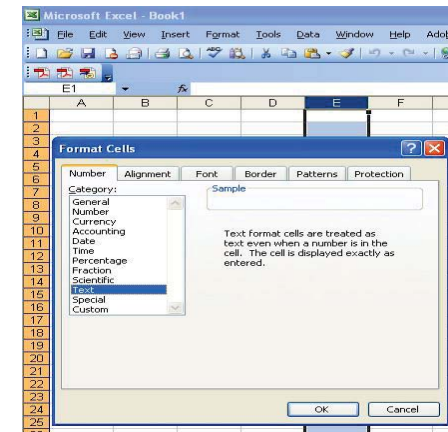 Microsoft Excel - Book1
File Edit View Insert Format Tools Data Window Help
E1 fx
A B C D E F
1
2
3
4
Format Cells
5
6
Number Alignment Font Border Patterns Protection
7
Category: Sample
8
General
9
Number
10
Currency
11
Accounting
Date
12
Time
13
Percentage
14
Fraction
Scientific
15
Text
16
Special
17
Custom
Text format cells are treated as
text even when a number is in the
cell. The cell is displayed exactly as
entered.
18
19
20
21
22
23
24
OK Cancel
25